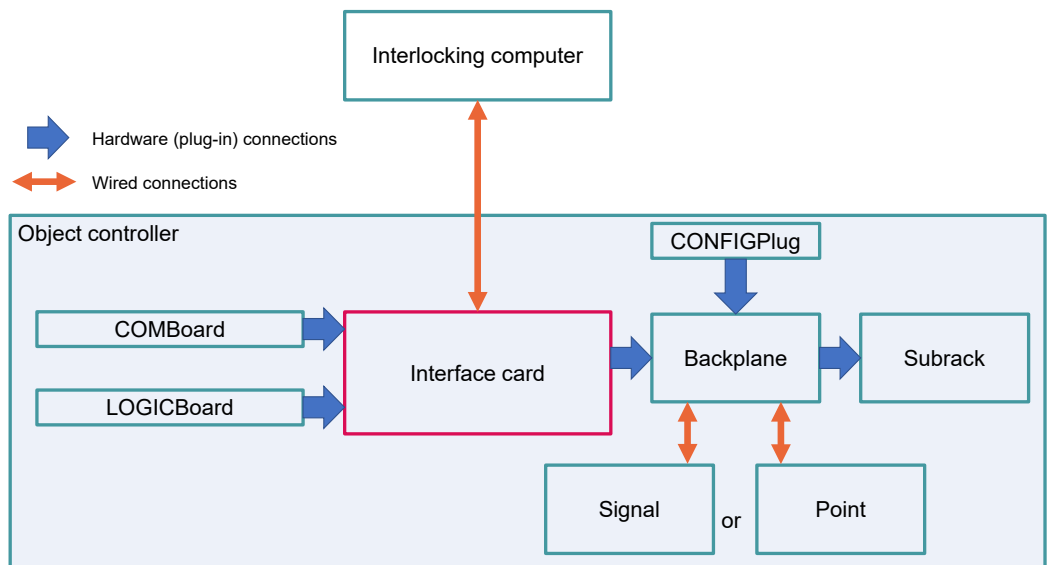 Interlocking computer
Hardware (plug-in) connections
Wired connections
Object controller
CONFIGPlug
COMBoard
LOGICBoard
Interface card
Backplane
Subrack
Signal
or
Point